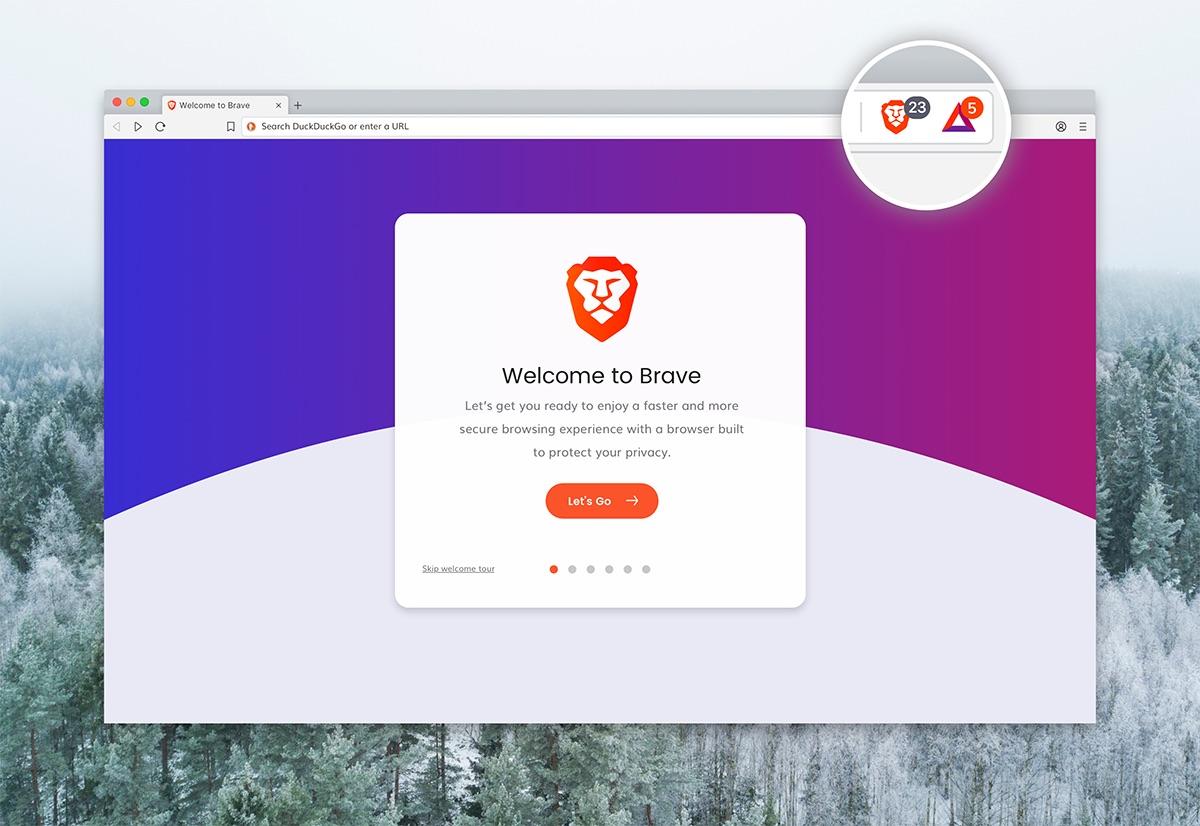 Welcome to Brave
Search DuckDuckGo or enter a URL
23
5
Welcome to Brave
Let's get you ready to enjoy a faster and more
secure browsing experience with a browser built
to protect your privacy.
Let's Go
Skip welcome tour